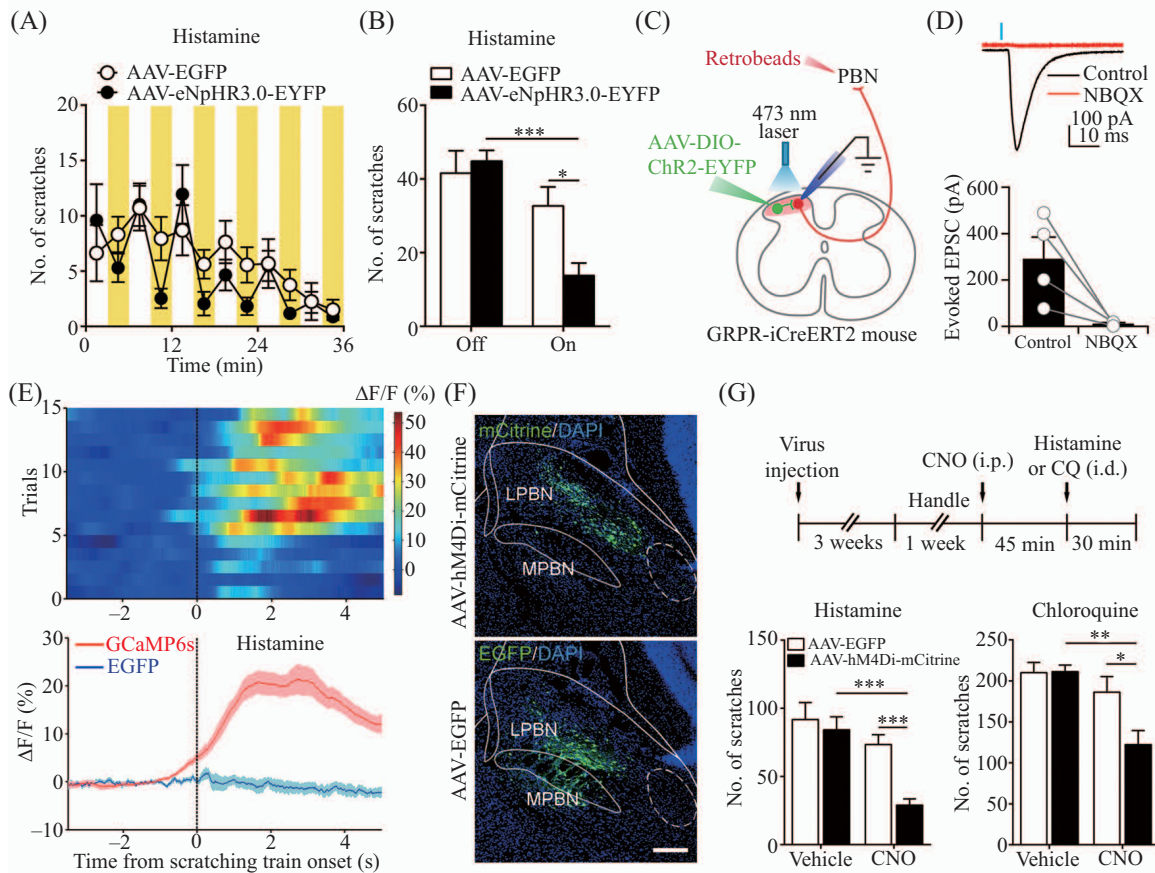 (A)
Histamine
AAV-EGFP
AAV-eNpHR3.0-EYFP
No. of scratches
20
15
10
5
0
0 12 24 36
Time (min)
(B)
Histamine
AAV-EGFP
AAV-eNpHR3.0-EYFP
No. of scratches
60
40
20
0
***
*
Off On
(C)
Retrobeads
PBN
473 nm
laser
AAV-DIO-
ChR2-EYFP
GRPR-iCreERT2 mouse
(D)
Control
NBQX
100 pA
10 ms
Evoked EPSC (pA)
600
400
200
0
Control NBQX
(E)
ΔF/F (%)
Trials
15
10
5
0
50
40
30
20
10
0
−2 0 2 4
Histamine
GCaMP6s
EGFP
ΔF/F (%)
30
20
10
0
−10
−2 0 2 4
Time from scratching train onset (s)
(F)
AAV-hM4Di-mCitrine
mCitrine/DAPI
LPBN
MPBN
AAV-EGFP
EGFP/DAPI
LPBN
MPBN
(G)
Virus
injection
CNO (i.p.)
Histamine
or CQ (i.d.)
Handle
3 weeks 1 week 45 min 30 min
Histamine
AAV-EGFP
AAV-hM4Di-mCitrine
No. of scratches
100
50
0
***
***
Vehicle CNO
Chloroquine
No. of scratches
250
200
150
100
50
0
**
*
Vehicle CNO